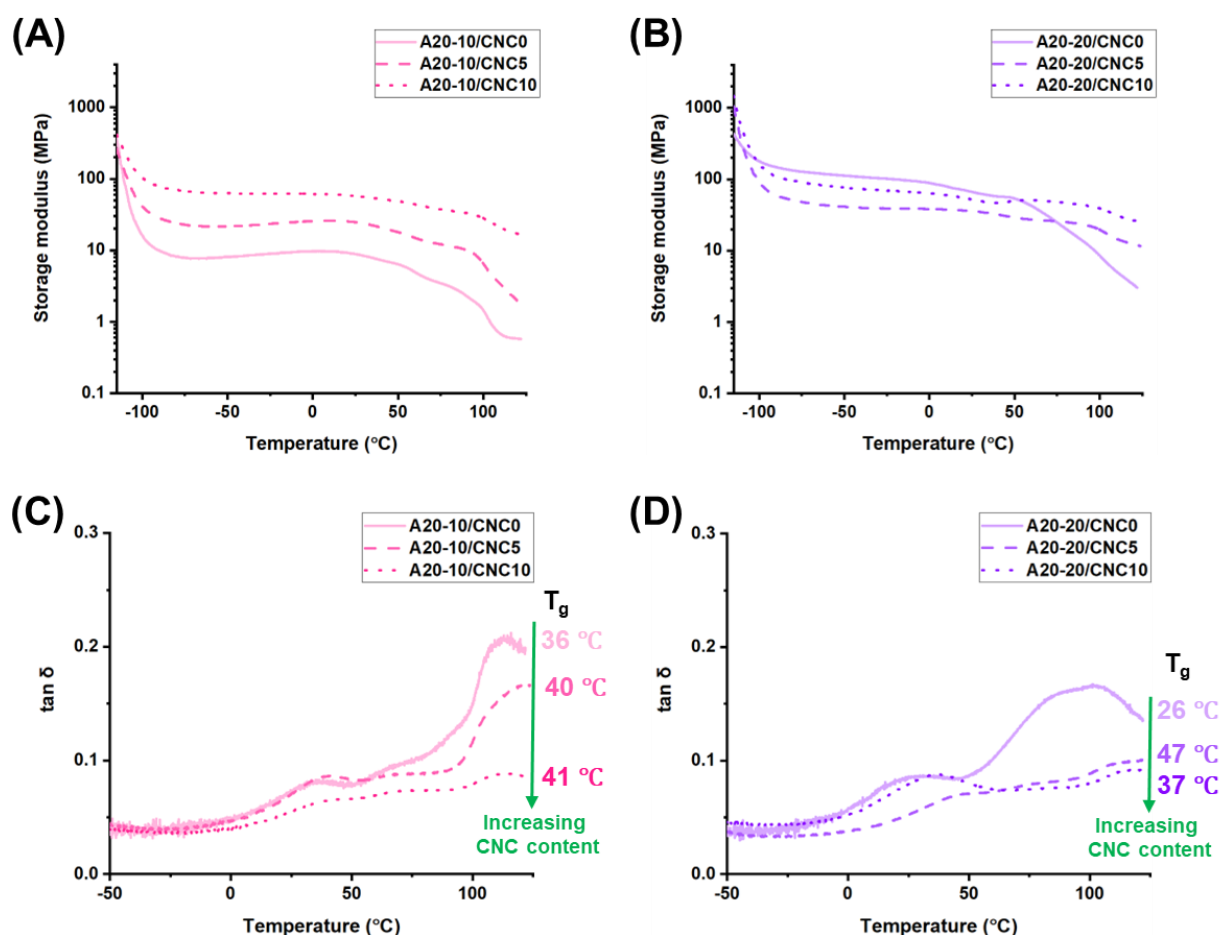 (A)
A20-10/CNC0
A20-10/CNC5
A20-10/CNC10
Storage modulus (MPa)
1000
100
10
1
0.1
-100
-50
0
50
100
Temperature (°C)
(B)
A20-20/CNC0
A20-20/CNC5
A20-20/CNC10
Storage modulus (MPa)
1000
100
10
1
0.1
-100
-50
0
50
100
Temperature (°C)
(C)
A20-10/CNC0
A20-10/CNC5
A20-10/CNC10
tan δ
0.3
0.2
0.1
0.0
-50
0
50
100
Temperature (°C)
Tg
36 °C
40 °C
41 °C
Increasing
CNC content
(D)
A20-20/CNC0
A20-20/CNC5
A20-20/CNC10
tan δ
0.3
0.2
0.1
0.0
-50
0
50
100
Temperature (°C)
Tg
26 °C
47 °C
37 °C
Increasing
CNC content